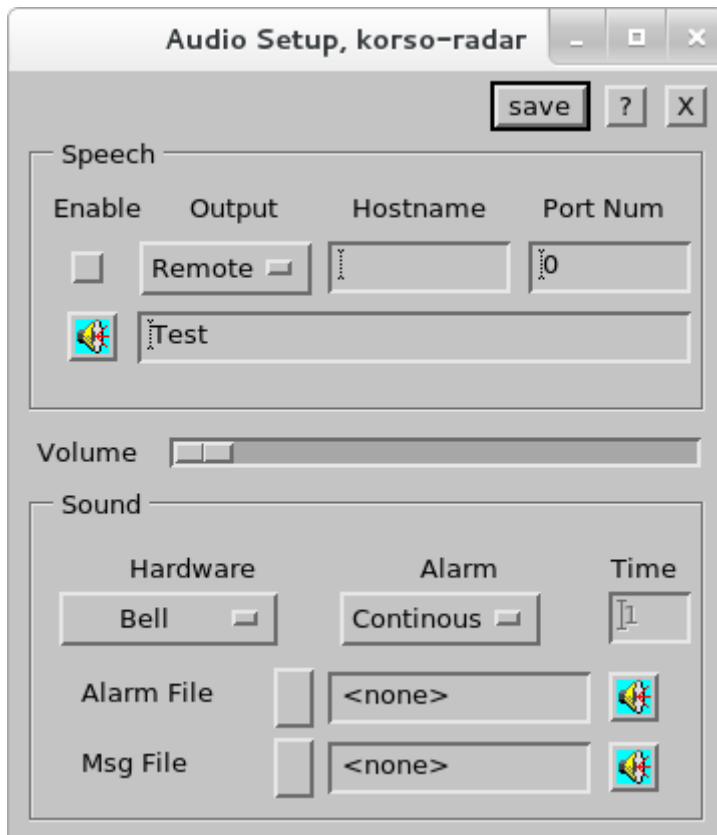 Audio Setup, korso-radar
save ? X
Speech
Enable Output Hostname Port Num
Remote 0
Test
Volume
Sound
Hardware Alarm Time
Bell Continous 1
Alarm File <none>
Msg File <none>